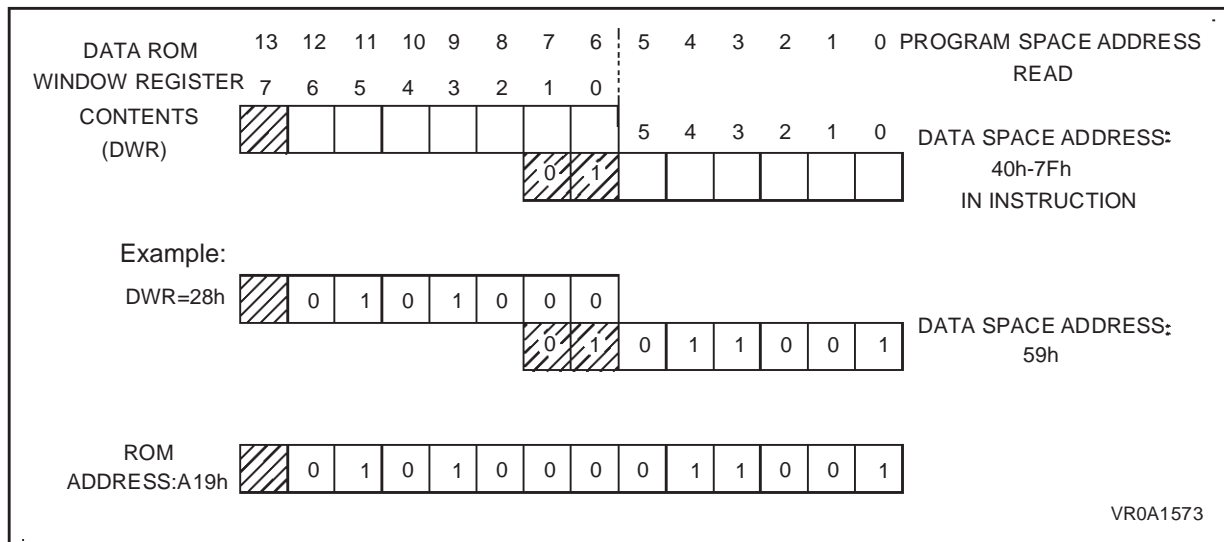 DATA ROM 13 12 11 10 9 8 7 6 5 4 3 2 1 0 PROGRAM SPACE ADDRESS
WINDOW REGISTER 7 6 5 4 3 2 1 0 READ
CONTENTS
(DWR)
5 4 3 2 1 0 DATA SPACE ADDRESS:
0 1 40h-7Fh
IN INSTRUCTION
Example:
DWR=28h 0 1 0 1 0 0 0
0 1 0 1 1 0 0 1 DATA SPACE ADDRESS:
59h
ROM
ADDRESS:A19h 0 1 0 1 0 0 0 0 1 1 0 0 1
VR0A1573